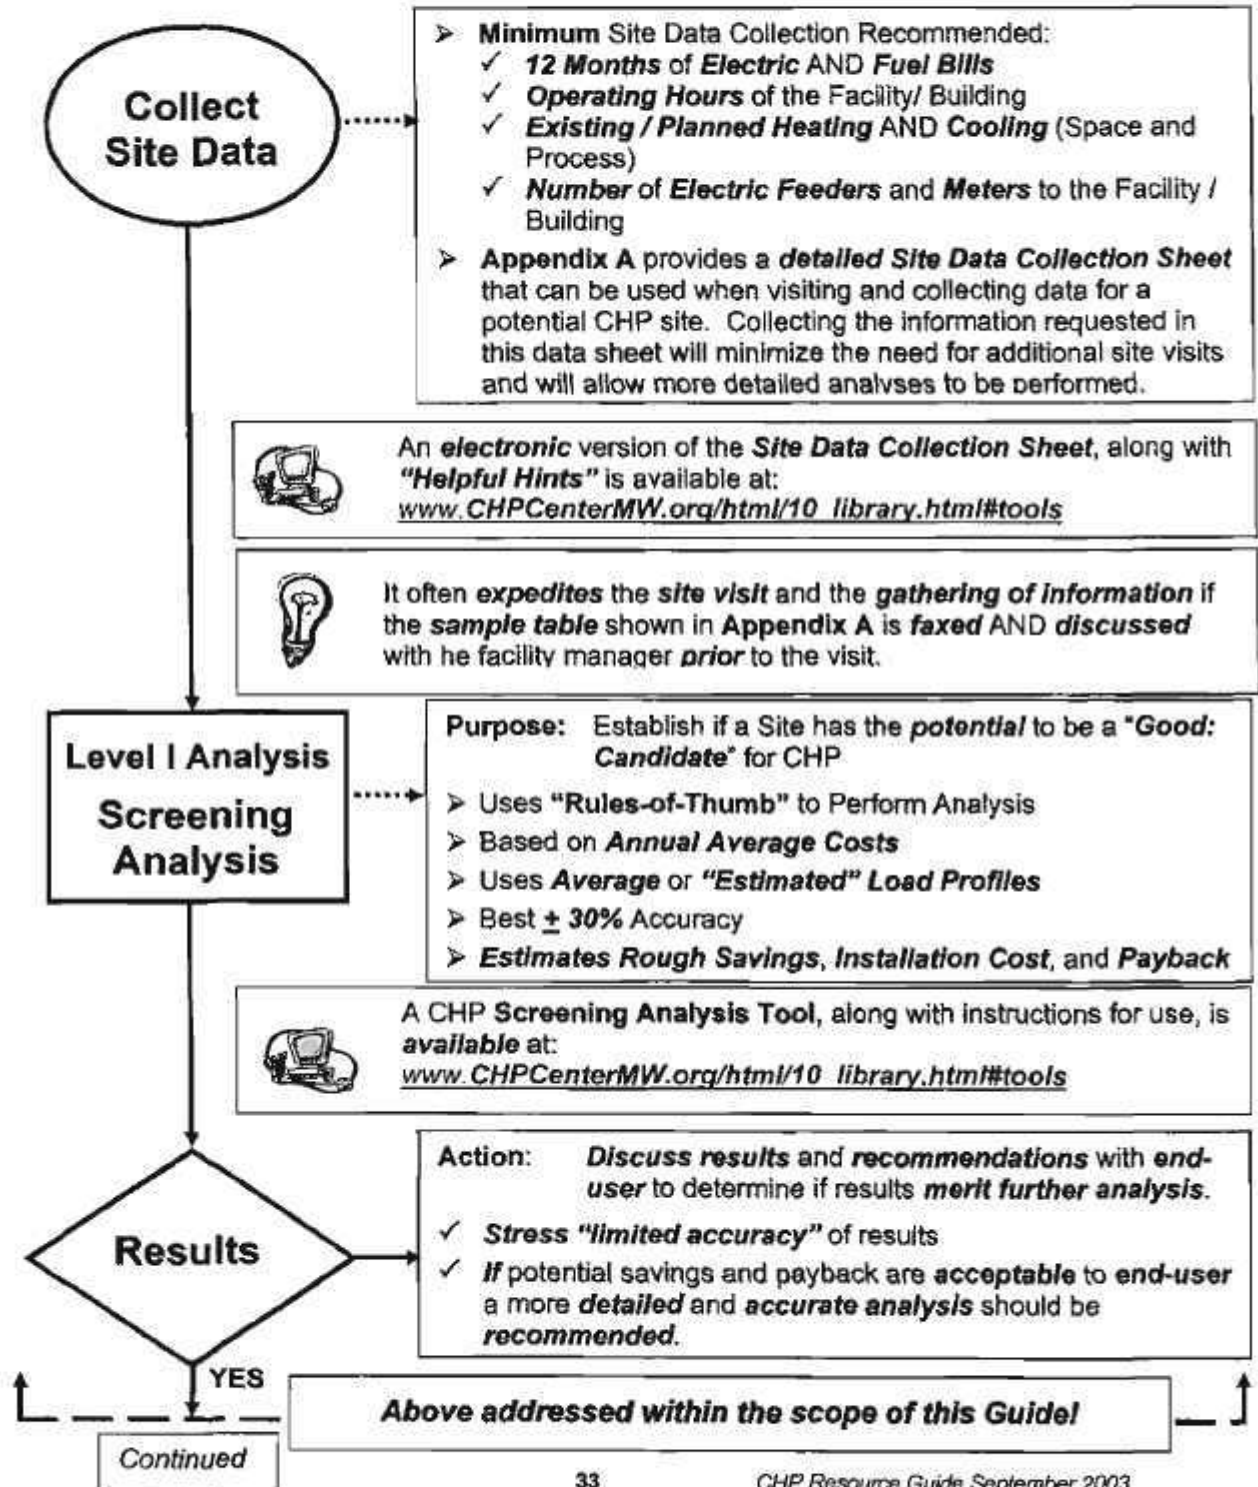 Collect
Site Data
➢ Minimum Site Data Collection Recommended:
✓ 12 Months of Electric AND Fuel Bills
✓ Operating Hours of the Facility/ Building
✓ Existing / Planned Heating AND Cooling (Space and
Process)
✓ Number of Electric Feeders and Meters to the Facility /
Building
➢ Appendix A provides a detailed Site Data Collection Sheet
that can be used when visiting and collecting data for a
potential CHP site. Collecting the information requested in
this data sheet will minimize the need for additional site visits
and will allow more detailed analyses to be performed.
An electronic version of the Site Data Collection Sheet, along with
"Helpful Hints" is available at:
www.CHPCenterMW.org/html/10_library.html#tools
It often expedites the site visit and the gathering of information if
the sample table shown in Appendix A is faxed AND discussed
with he facility manager prior to the visit.
Level I Analysis
Screening
Analysis
Purpose: Establish if a Site has the potential to be a "Good:
Candidate" for CHP
➢ Uses "Rules-of-Thumb" to Perform Analysis
➢ Based on Annual Average Costs
➢ Uses Average or "Estimated" Load Profiles
➢ Best ± 30% Accuracy
➢ Estimates Rough Savings, Installation Cost, and Payback
A CHP Screening Analysis Tool, along with instructions for use, is
available at:
www.CHPCenterMW.org/html/10_library.html#tools
Results
Action: Discuss results and recommendations with end-
user to determine if results merit further analysis.
✓ Stress "limited accuracy" of results
✓ If potential savings and payback are acceptable to end-user
a more detailed and accurate analysis should be
recommended.
YES
Above addressed within the scope of this Guide!
Continued
33 CHP Resource Guide September 2003